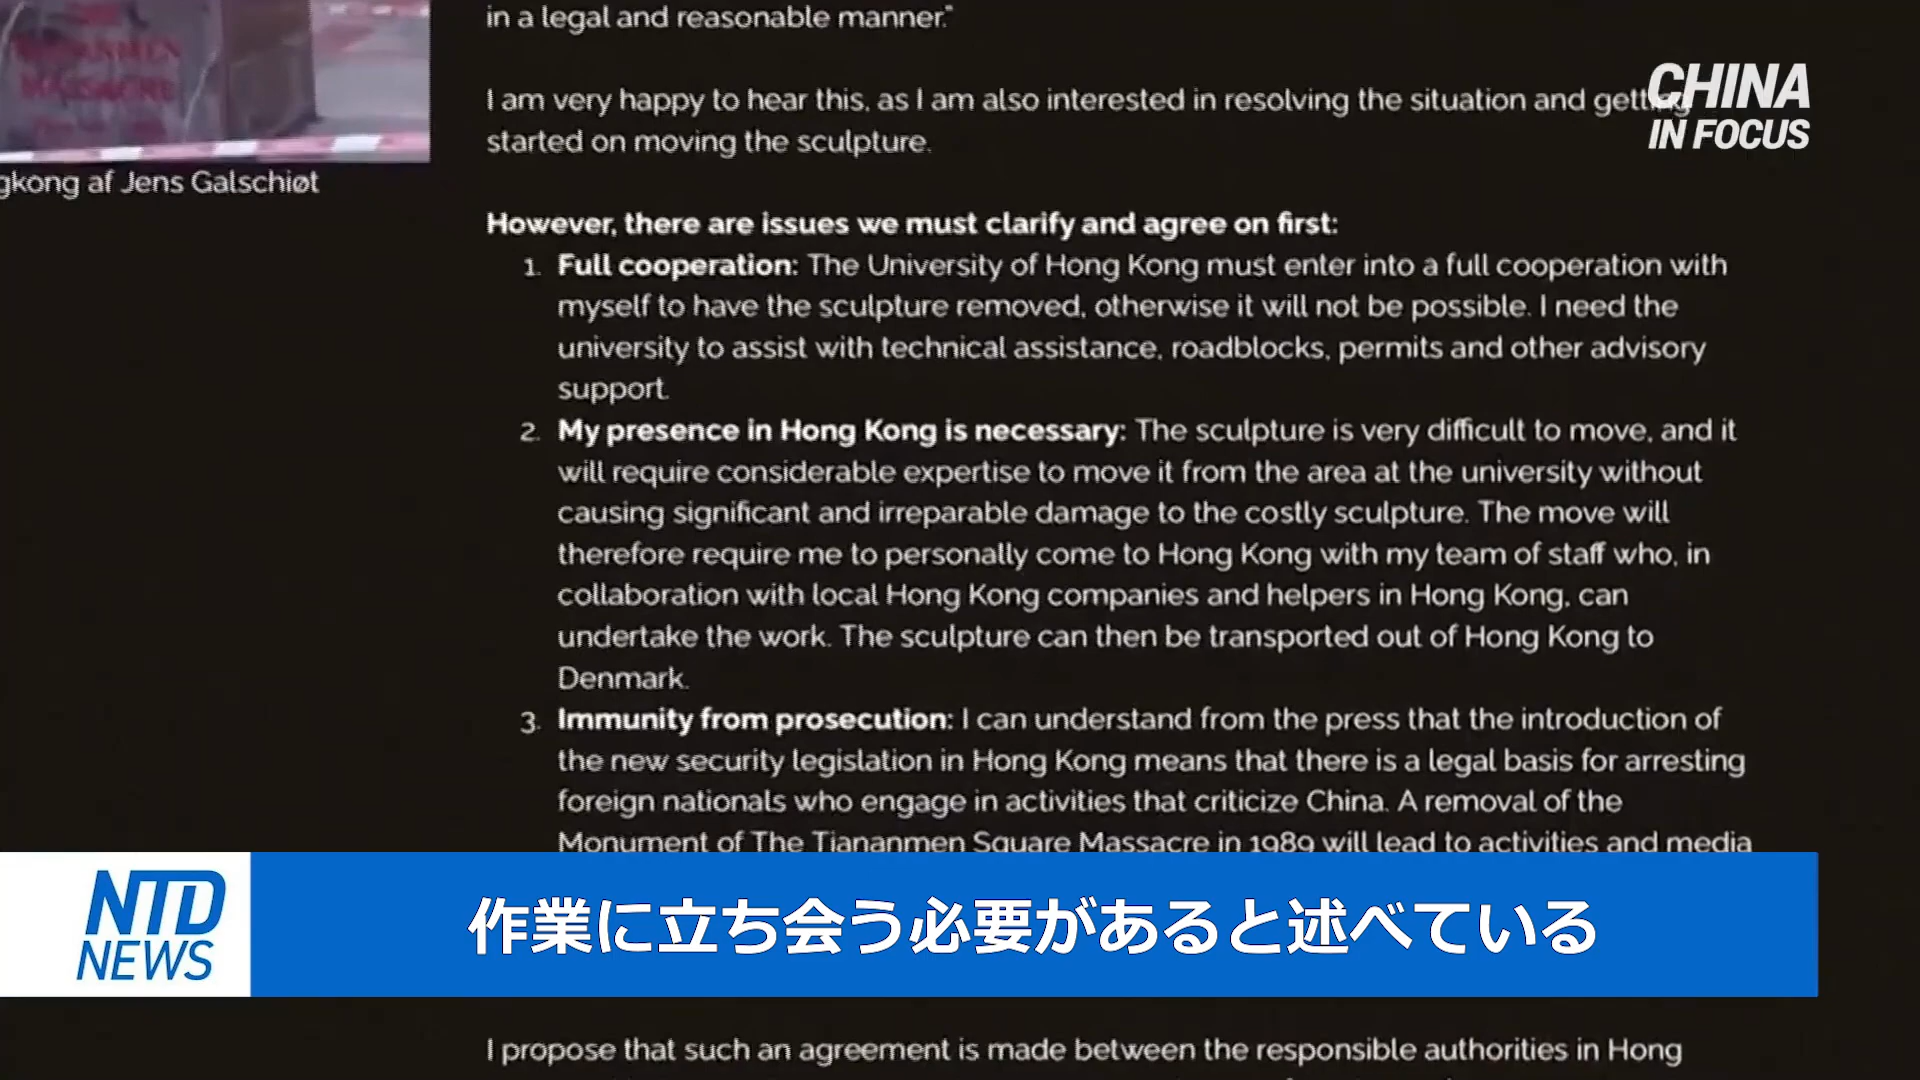 in a legal and reasonable manner."
CHINA
IN FOCUS
I am very happy to hear this, as I am also interested in resolving the situation and getting
started on moving the sculpture.
MASSACRE
gkong af Jens Galschiøt
However, there are issues we must clarify and agree on first:
1. Full cooperation: The University of Hong Kong must enter into a full cooperation with
myself to have the sculpture removed, otherwise it will not be possible. I need the
university to assist with technical assistance, roadblocks, permits and other advisory
support.
2. My presence in Hong Kong is necessary: The sculpture is very difficult to move, and it
will require considerable expertise to move it from the area at the university without
causing significant and irreparable damage to the costly sculpture. The move will
therefore require me to personally come to Hong Kong with my team of staff who, in
collaboration with local Hong Kong companies and helpers in Hong Kong, can
undertake the work. The sculpture can then be transported out of Hong Kong to
Denmark.
3. Immunity from prosecution: I can understand from the press that the introduction of
the new security legislation in Hong Kong means that there is a legal basis for arresting
foreign nationals who engage in activities that criticize China. A removal of the
Monument of The Tiananmen Square Massacre in 1989 will lead to activities and media
NTD
NEWS
作業に立ち会う必要があると述べている
I propose that such an agreement is made between the responsible authorities in Hong